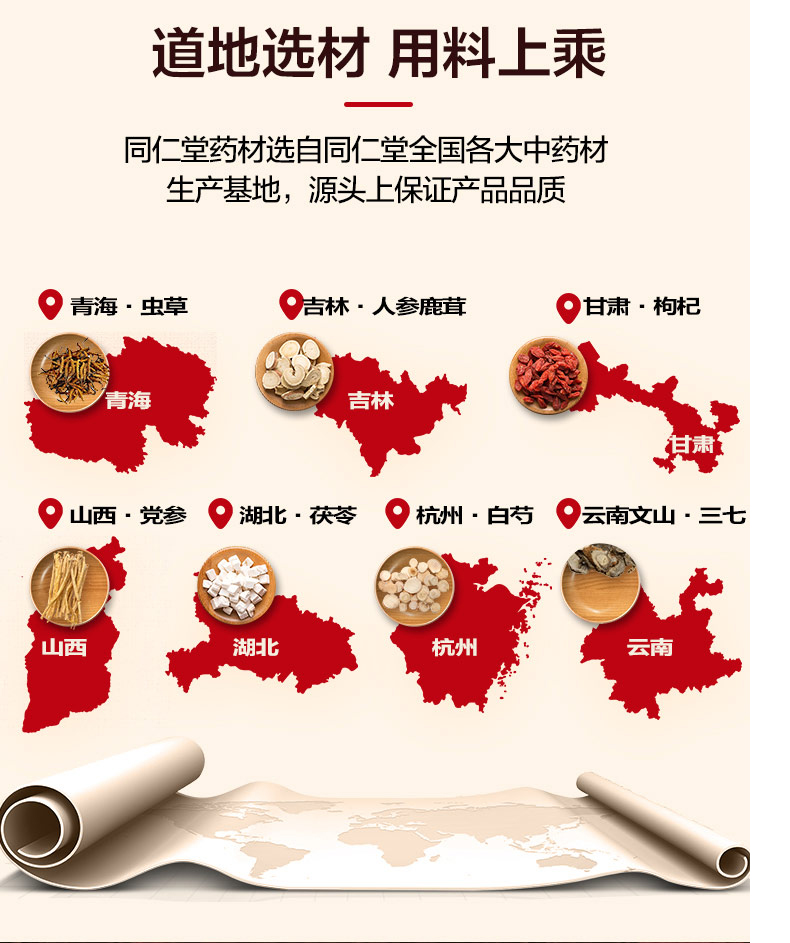 道地选材 用料上乘
同仁堂药材选自同仁堂全国各大中药材
生产基地，源头上保证产品品质
青海·虫草
吉林·人参鹿茸
甘肃·枸杞
青海
吉林
甘肃
山西·党参
湖北·茯苓
杭州·白芍
云南文山·三七
山西
湖北
杭州
云南